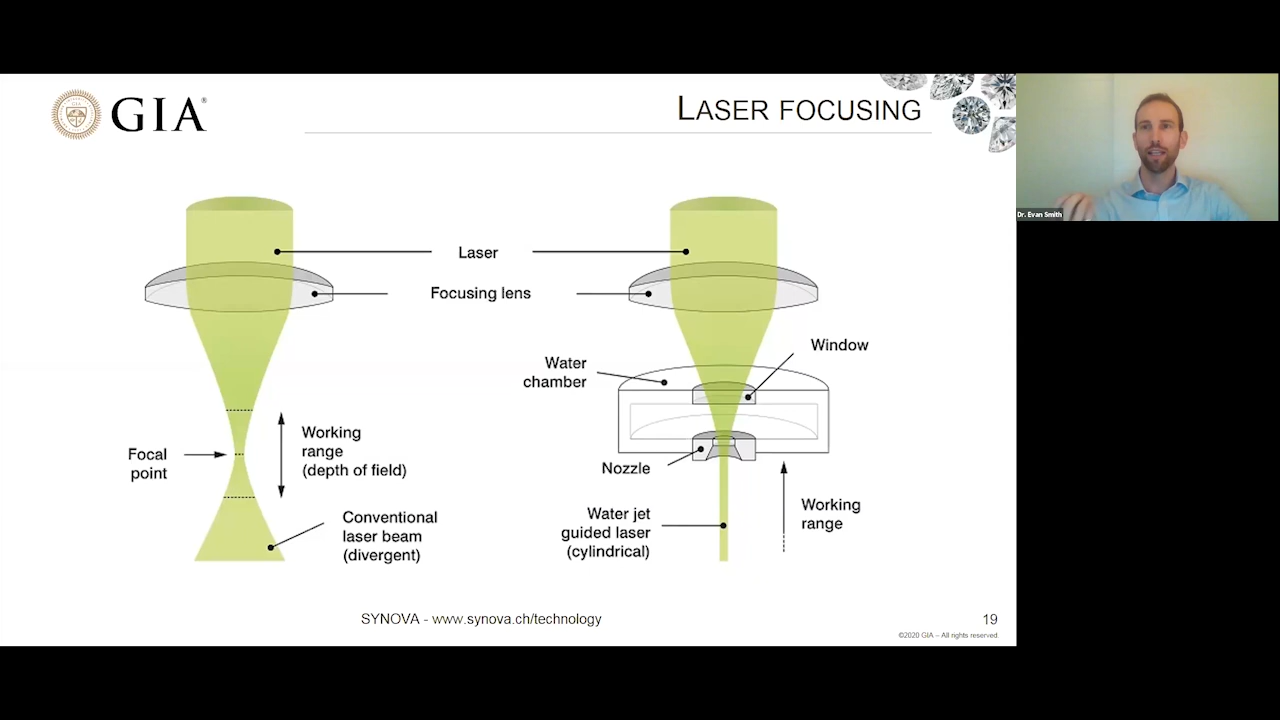 GIA®
LASER FOCUSING
Laser
Focusing lens
Working
range
(depth of field)
Focal
point
Conventional
laser beam
(divergent)
Window
Water
chamber
Nozzle
Water jet
guided laser
(cylindrical)
Working
range
SYNOVA - www.synova.ch/technology
19
©2020 GIA – All rights reserved.
Dr. Evan Smith